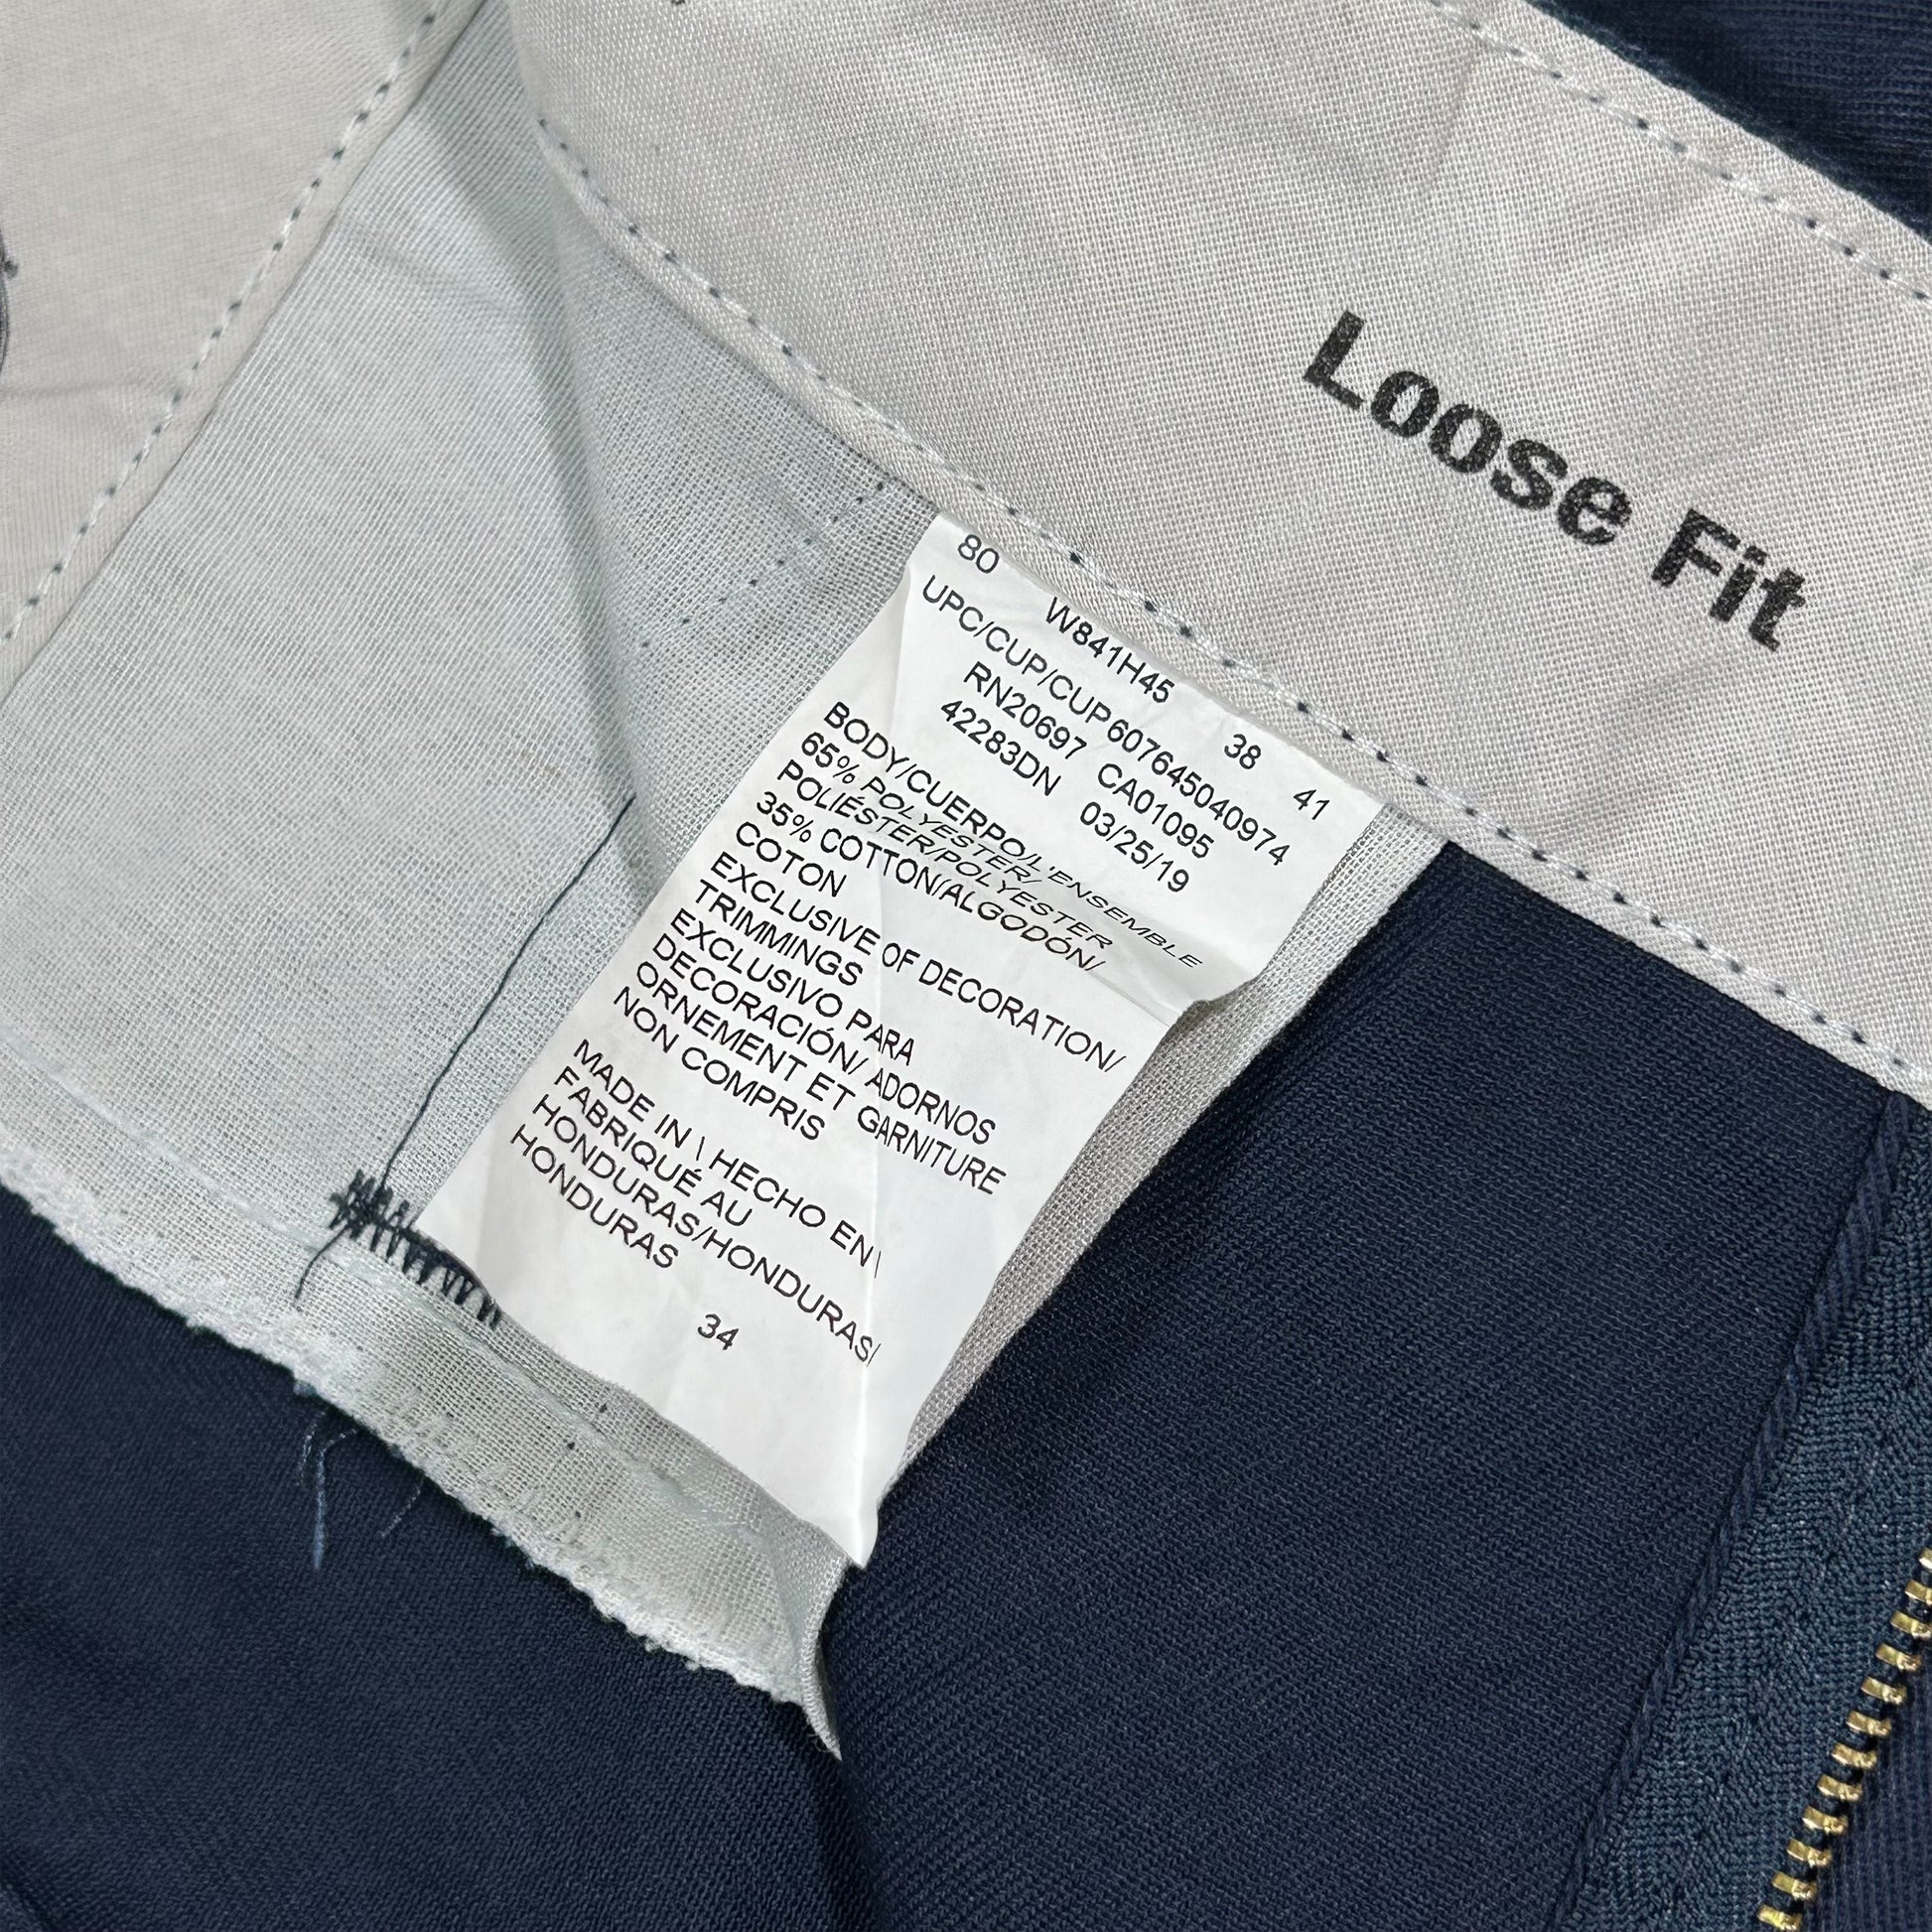 Loose Fit
80 W841H45 38 41
UPC/CUP/CUP 607645040974
RN20697 CA01095
42283DN 03/25/19
BODY/CUERPO/L'ENSEMBLE
65% POLYESTER/
POLIÉSTER/POLYESTER
35% COTTON/ALGODÓN/
COTON
EXCLUSIVE OF DECORATION/
TRIMMINGS
EXCLUSIVO PARA
DECORACIÓN/ ADORNOS
ORNEMENT ET GARNITURE
NON COMPRIS
MADE IN \ HECHO EN \
FABRIQUÉ AU
HONDURAS/HONDURAS/
HONDURAS
34